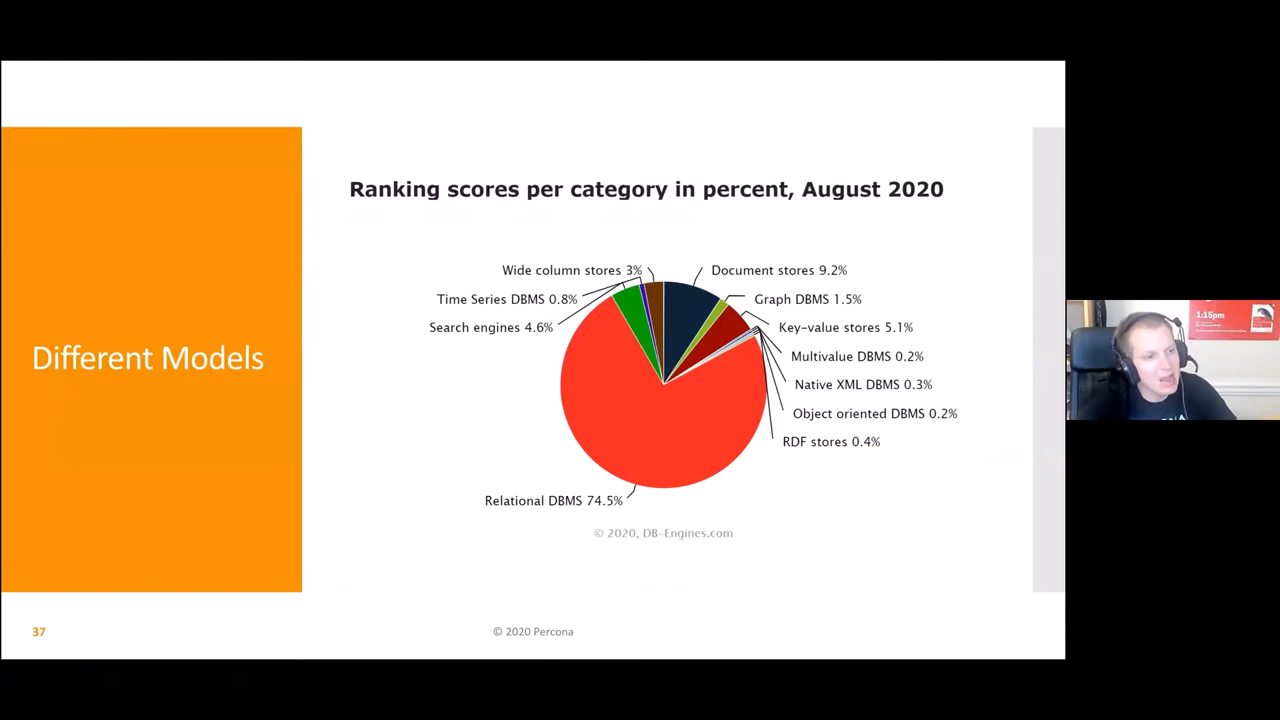 Ranking scores per category in percent, August 2020
Wide column stores 3%
Document stores 9.2%
Time Series DBMS 0.8%
Graph DBMS 1.5%
Search engines 4.6%
Key-value stores 5.1%
Multivalue DBMS 0.2%
Different Models
Native XML DBMS 0.3%
Object oriented DBMS 0.2%
RDF stores 0.4%
Relational DBMS 74.5%
© 2020, DB-Engines.com
37
© 2020 Percona
1:15pm